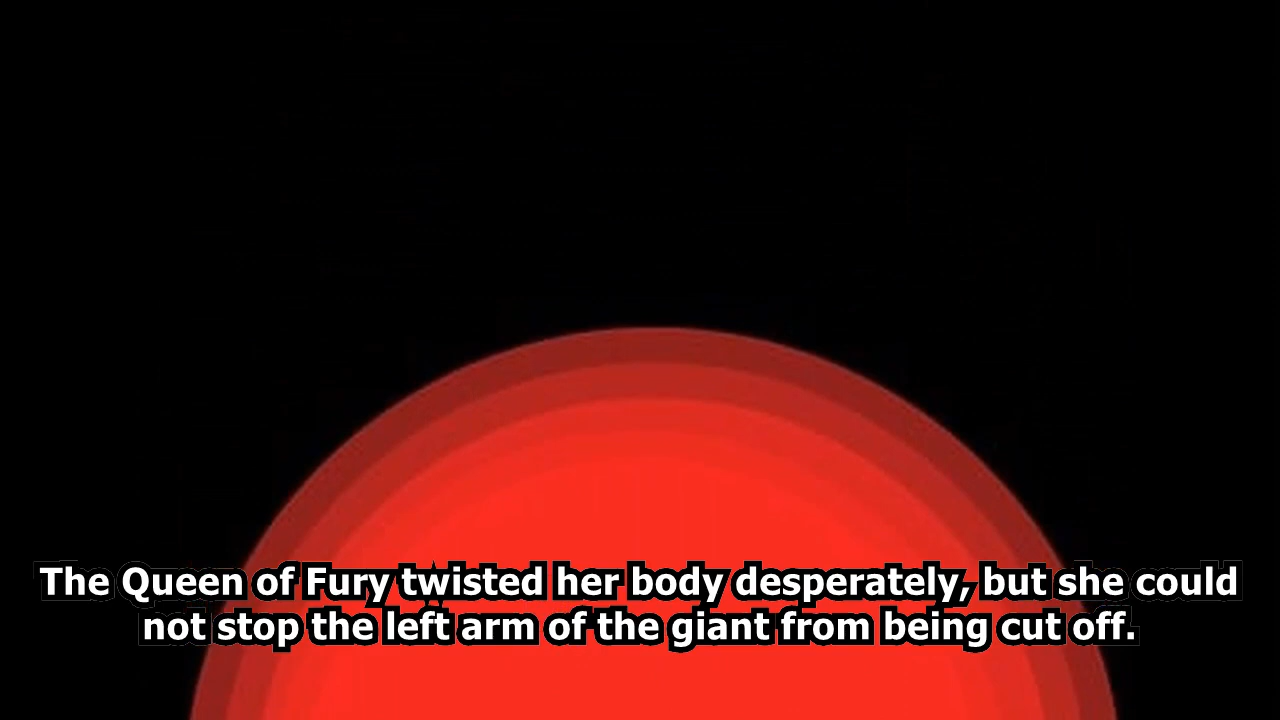 The Queen of Fury twisted her body desperately, but she could
not stop the left arm of the giant from being cut off.